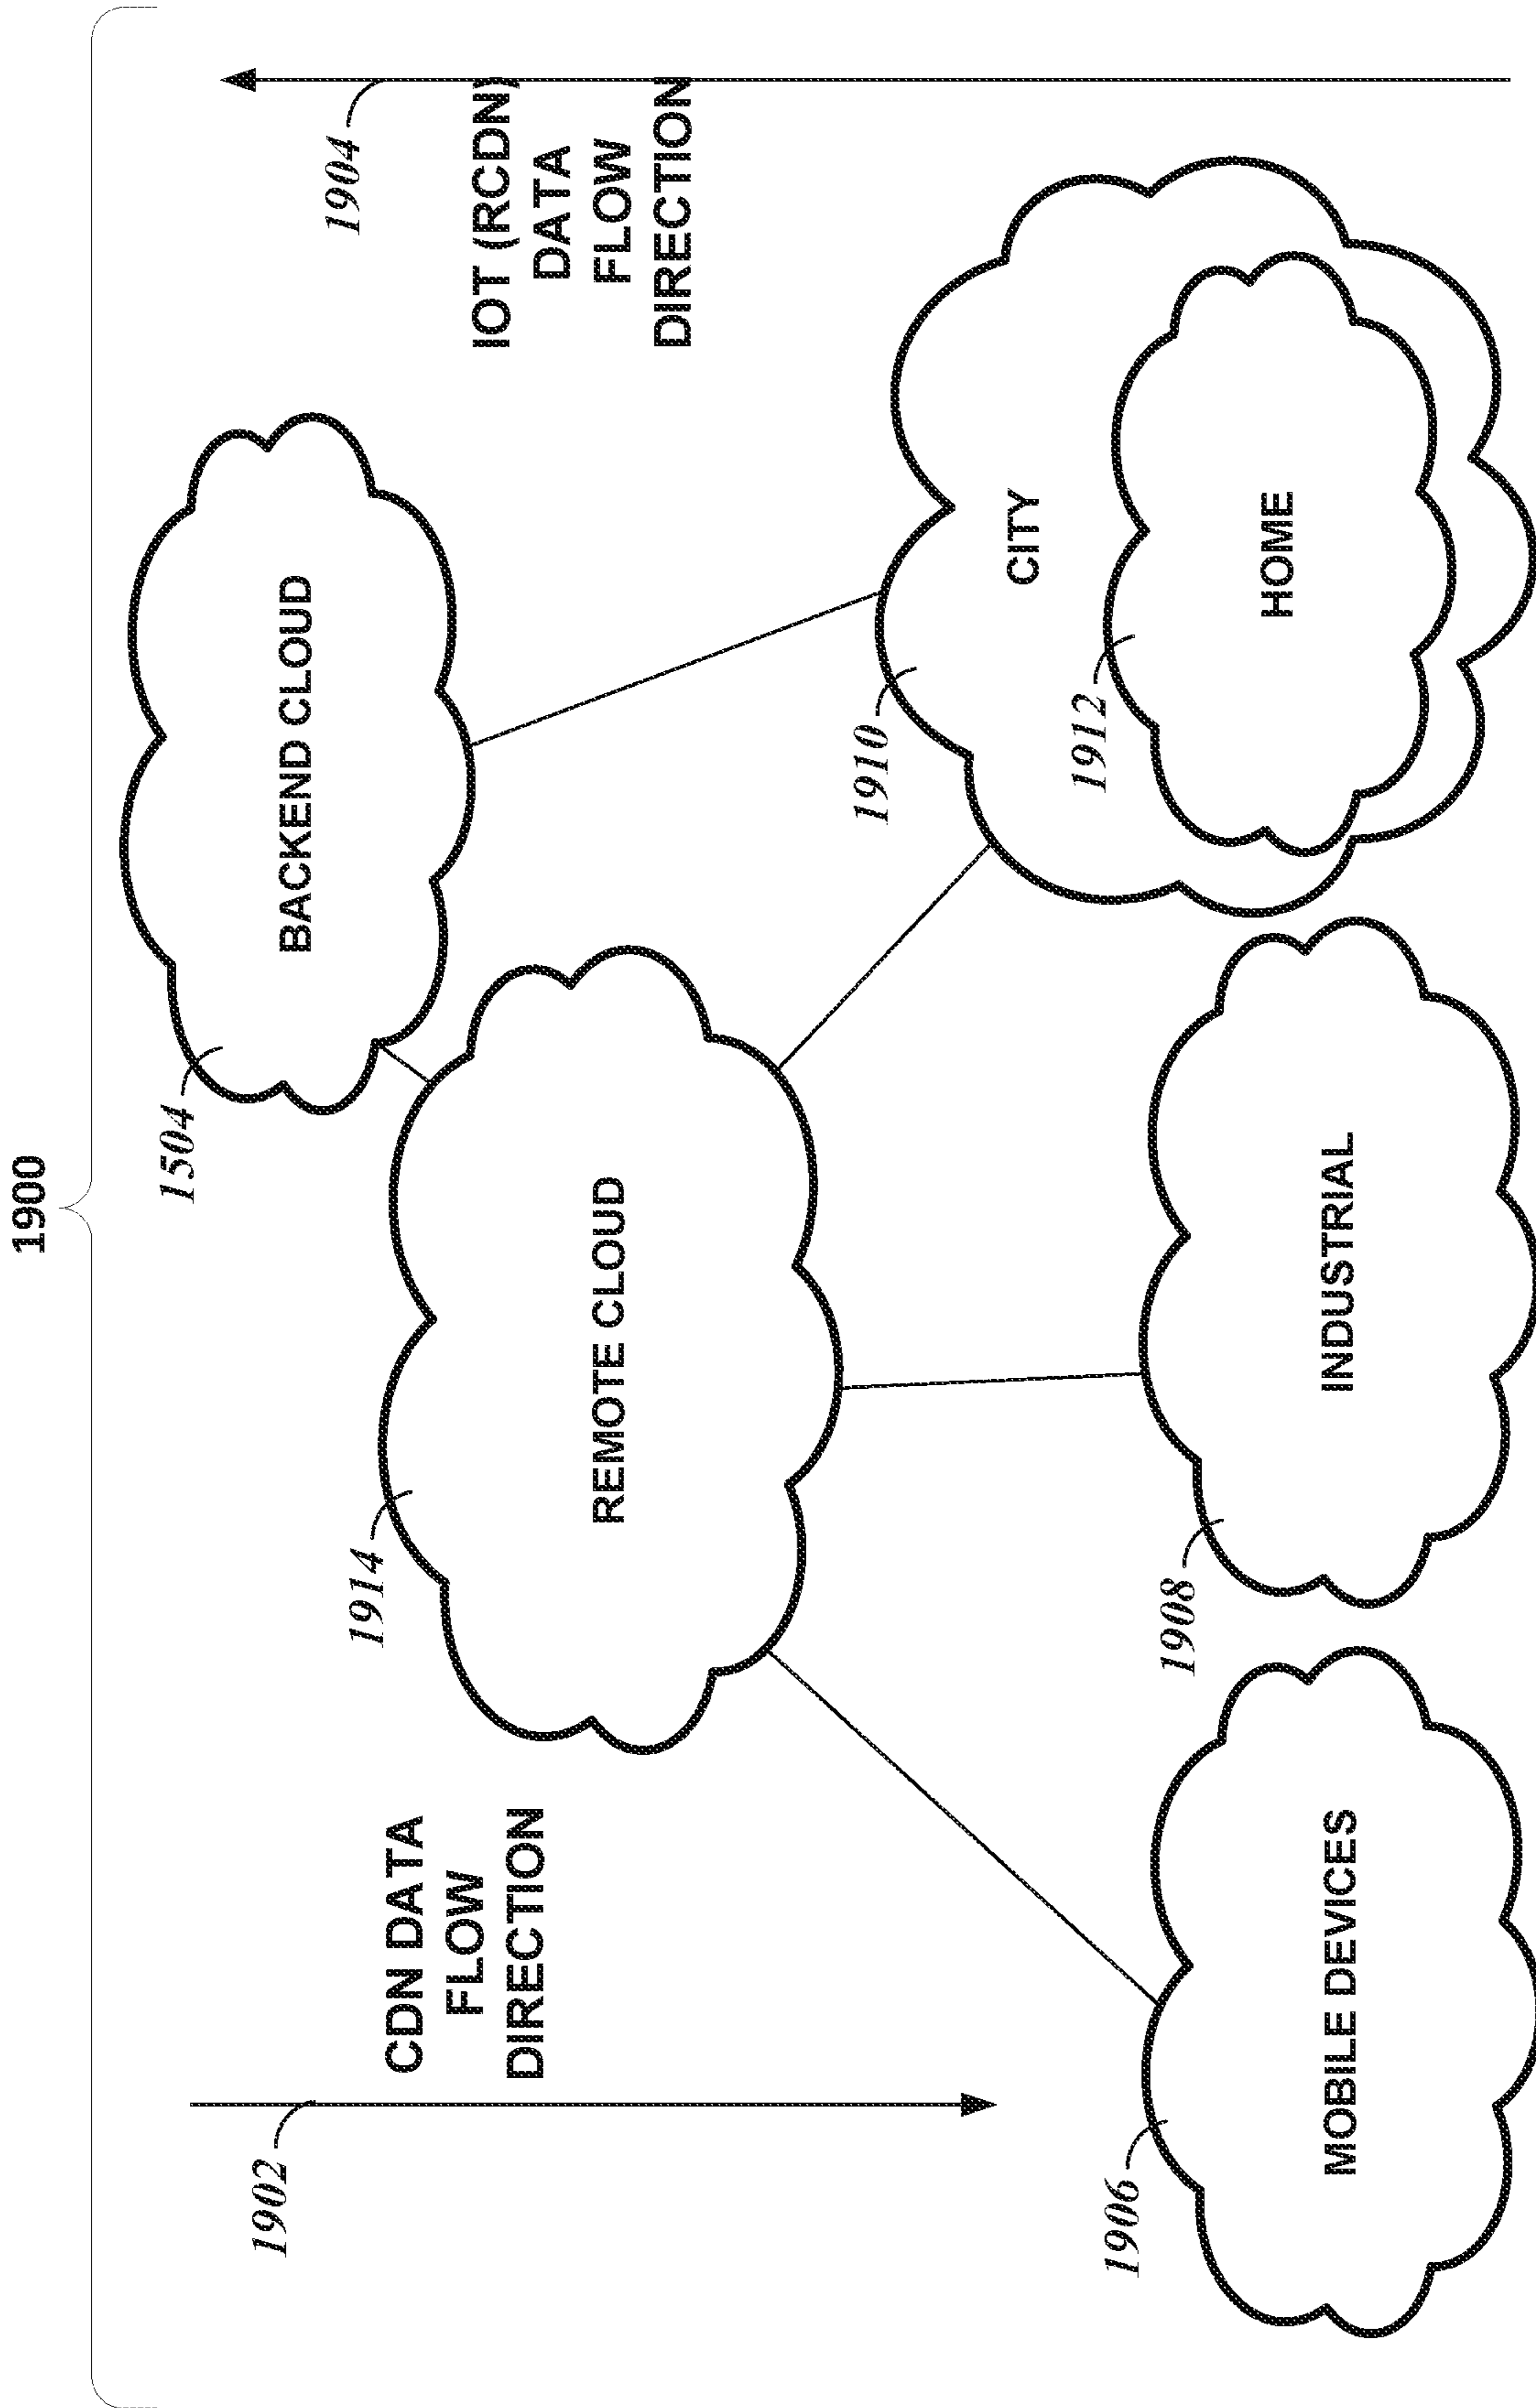 1900
1902
CDN DATA
FLOW
DIRECTION
1504
BACKEND CLOUD
1904
IOT (RCDN)
DATA
FLOW
DIRECTION
1914
REMOTE CLOUD
1906
MOBILE DEVICES
1908
INDUSTRIAL
1910
CITY
1912
HOME